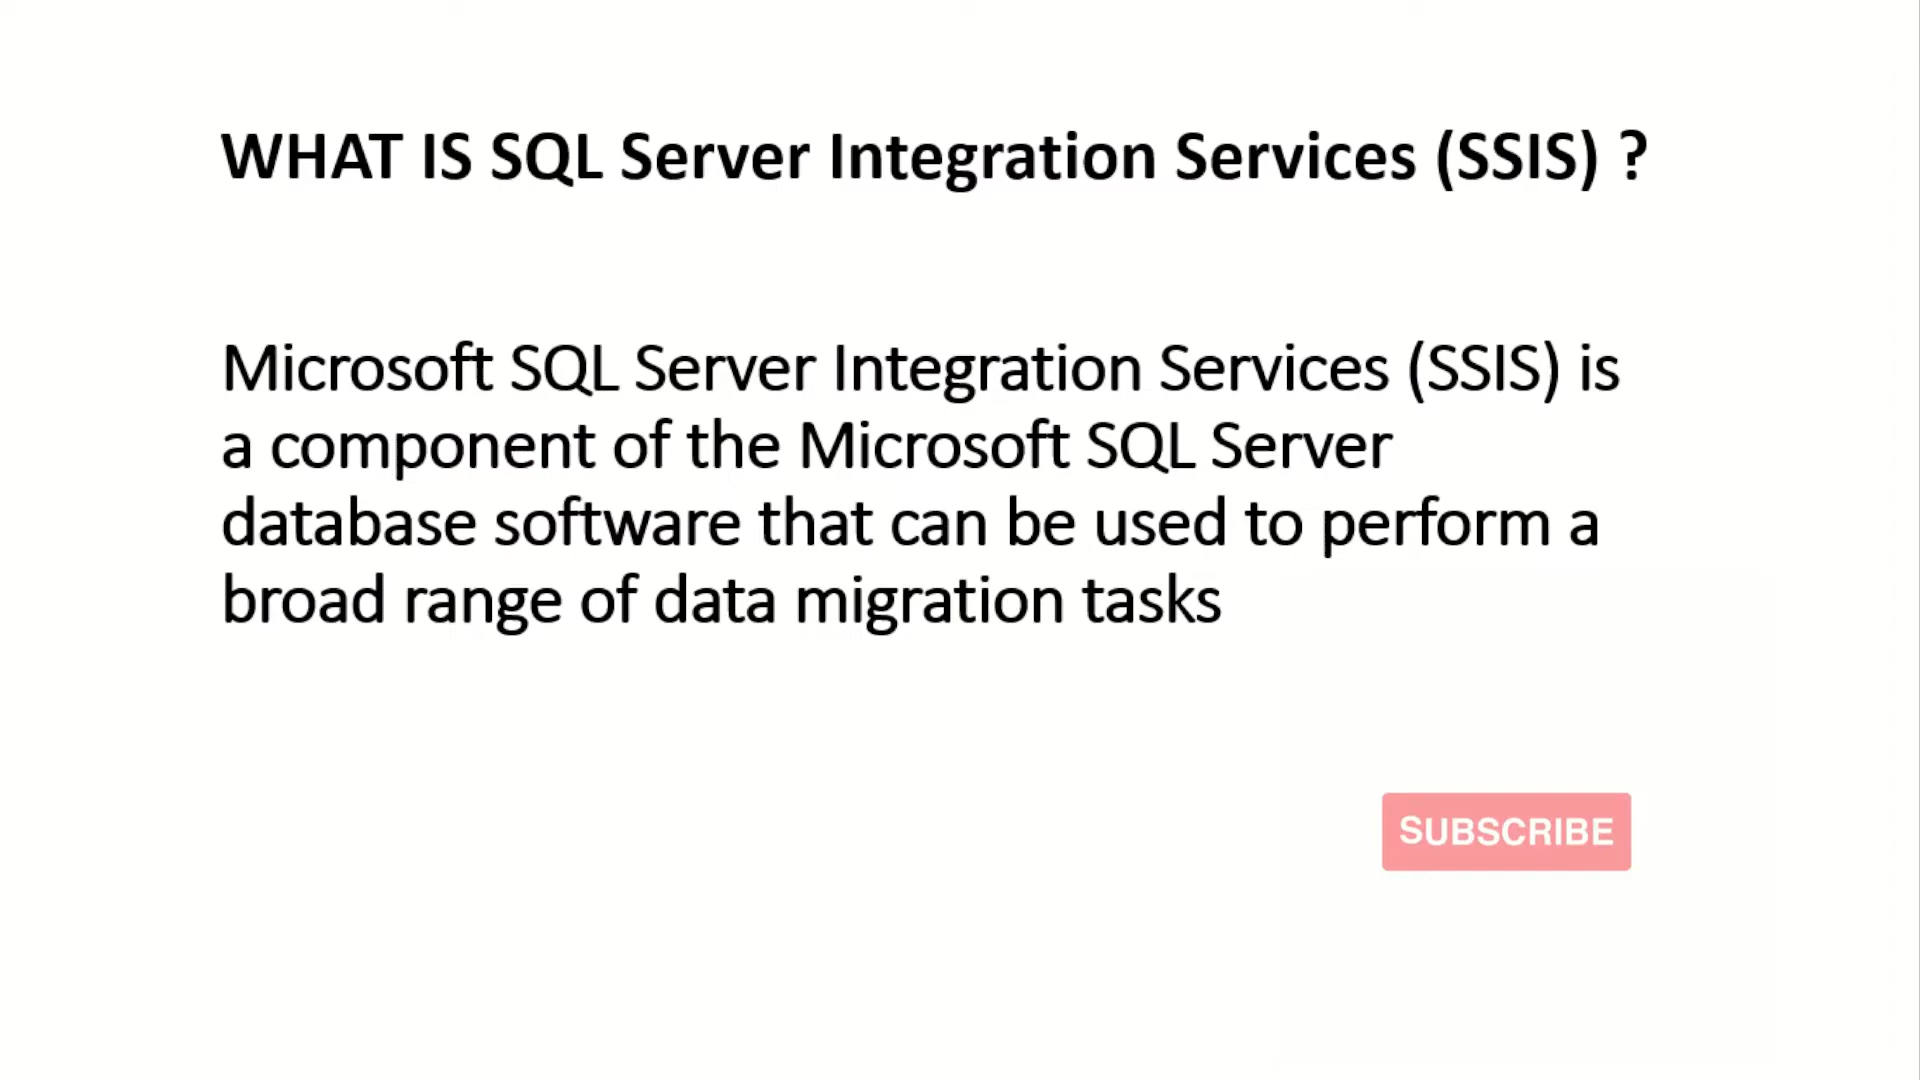 WHAT IS SQL Server Integration Services (SSIS) ?
Microsoft SQL Server Integration Services (SSIS) is
a component of the Microsoft SQL Server
database software that can be used to perform a
broad range of data migration tasks
SUBSCRIBE